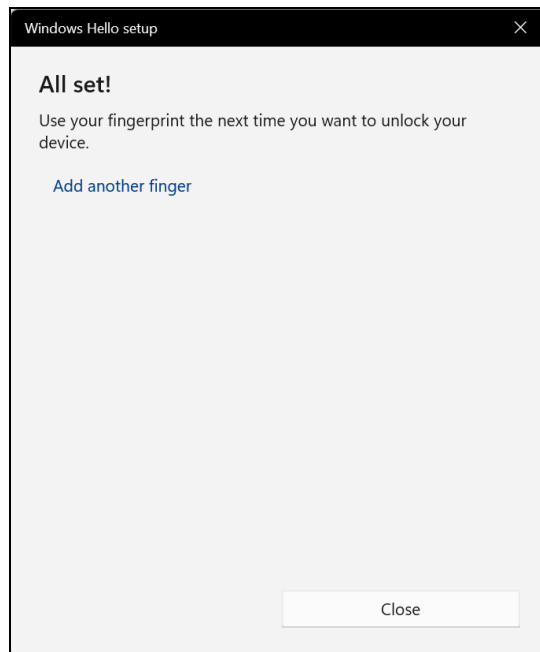 Windows Hello setup
All set!
Use your fingerprint the next time you want to unlock your
device.
Add another finger
Close